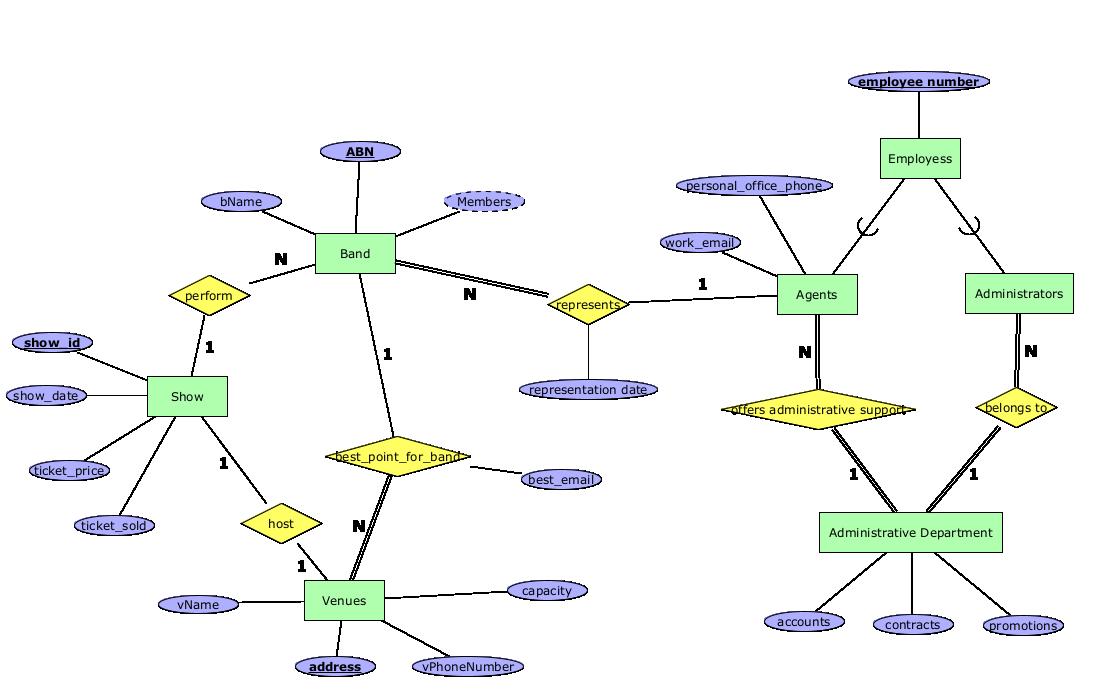 employee number
ABN
Employess
personal_office_phone
bName
Members
work_email
Band
N
perform
N
represents
1
Agents
Administrators
show_id
1
1
N
N
show_date
Show
representation date
offers administrative support
belongs to
ticket_price
1
best_point_for_band
1
1
best_email
ticket_sold
host
N
Administrative Department
1
vName
Venues
capacity
accounts
contracts
promotions
address
vPhoneNumber